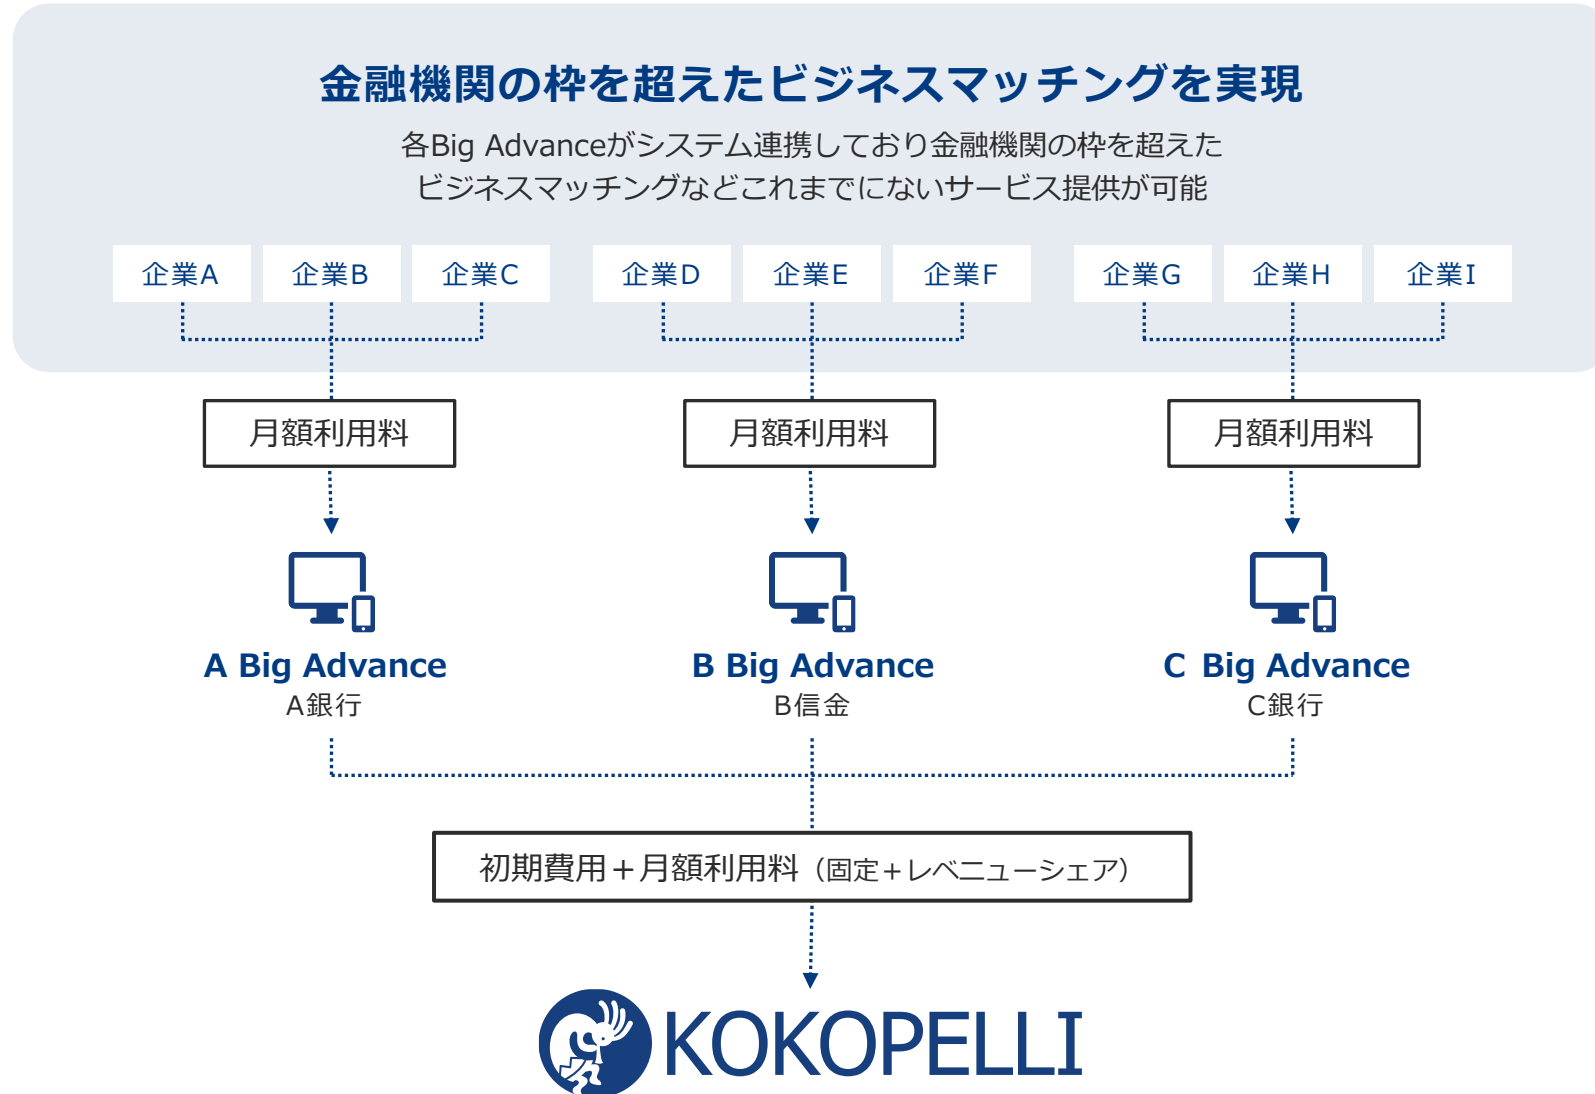 金融機関の枠を超えたビジネスマッチングを実現
各Big Advanceがシステム連携しており金融機関の枠を超えた
ビジネスマッチングなどこれまでにないサービス提供が可能
企業A 企業B 企業C 企業D 企業E 企業F 企業G 企業H 企業I
月額利用料 月額利用料 月額利用料
A Big Advance B Big Advance C Big Advance
A銀行 B信金 C銀行
初期費用＋月額利用料（固定＋レベニューシェア）
KOKOPELLI